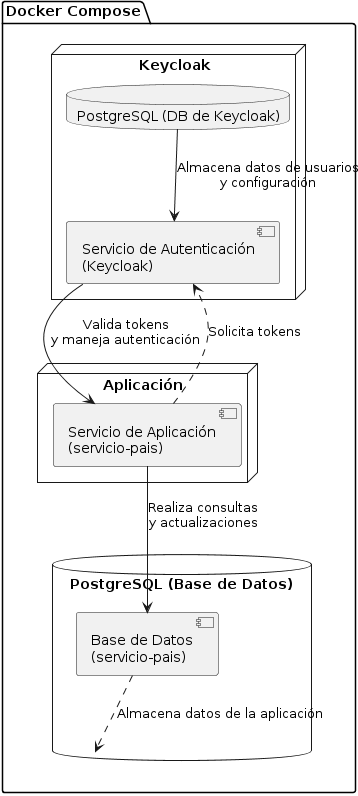 Docker Compose
Keycloak
PostgreSQL (DB de Keycloak)
Almacena datos de usuarios
y configuración
Servicio de Autenticación
(Keycloak)
Valida tokens
y maneja autenticación
Solicita tokens
Aplicación
Servicio de Aplicación
(servicio-pais)
Realiza consultas
y actualizaciones
PostgreSQL (Base de Datos)
Base de Datos
(servicio-pais)
Almacena datos de la aplicación